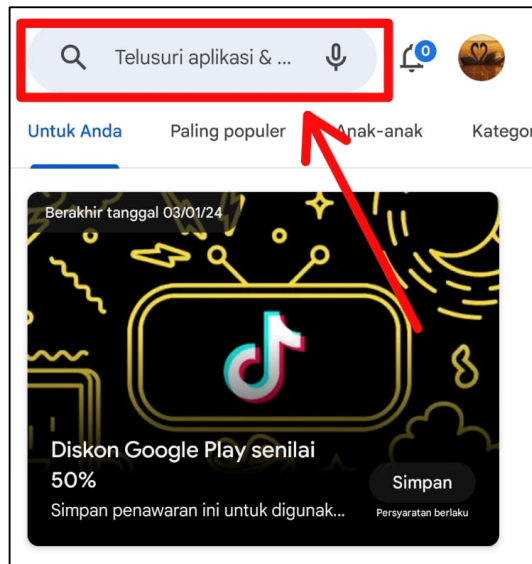 Telusuri aplikasi & ...
0
Untuk Anda Paling populer Anak-anak Kategor
Berakhir tanggal 03/01/24
Diskon Google Play senilai
50%
Simpan
Simpan penawaran ini untuk digunak...
Persyaratan berlaku